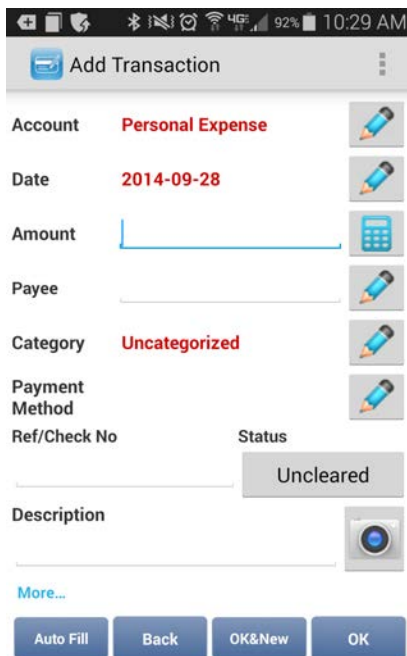 4G 92% 10:29 AM
Add Transaction
Account Personal Expense
Date 2014-09-28
Amount
Payee
Category Uncategorized
Payment
Method
Ref/Check No Status
Uncleared
Description
More...
Auto Fill Back OK&New OK